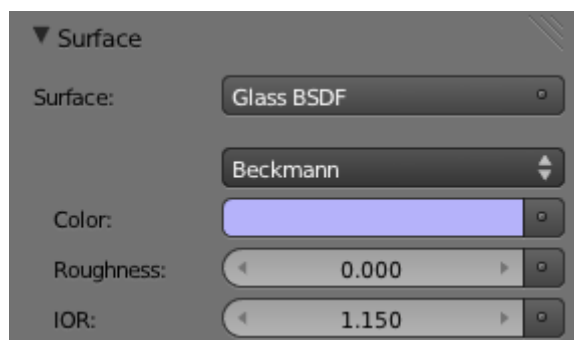 Surface
Surface: Glass BSDF
Beckmann
Color:
Roughness: 0.000
IOR: 1.150